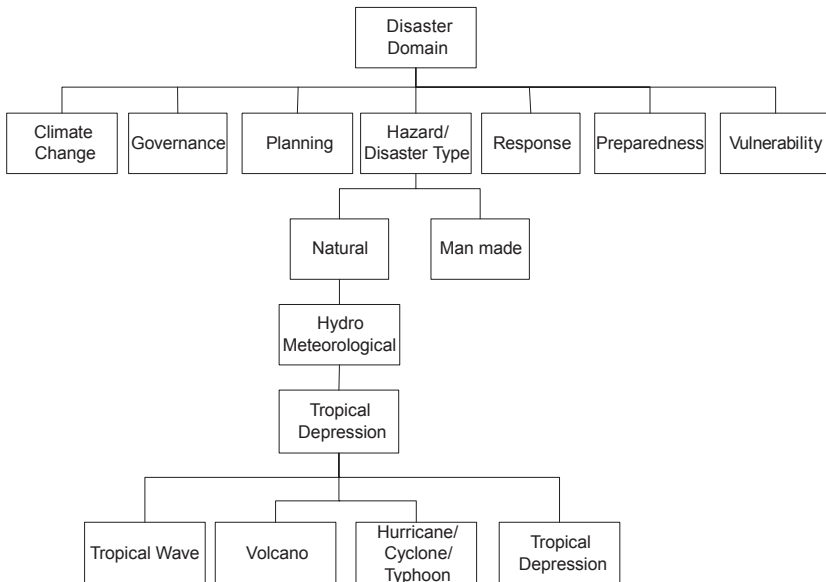 Disaster
Domain
Climate
Change
Governance
Planning
Hazard/
Disaster Type
Response
Preparedness
Vulnerability
Natural
Man made
Hydro
Meteorological
Tropical
Depression
Tropical Wave
Volcano
Hurricane/
Cyclone/
Typhoon
Tropical
Depression